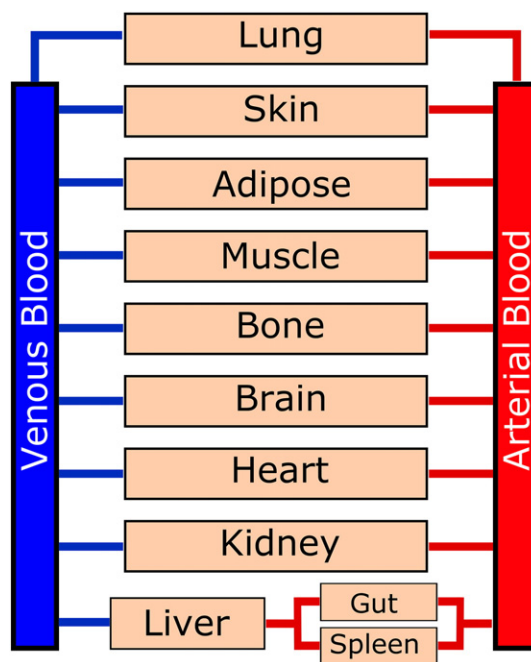 Lung
Skin
Adipose
Muscle
Bone
Brain
Heart
Kidney
Liver
Gut
Spleen
Venous Blood
Arterial Blood